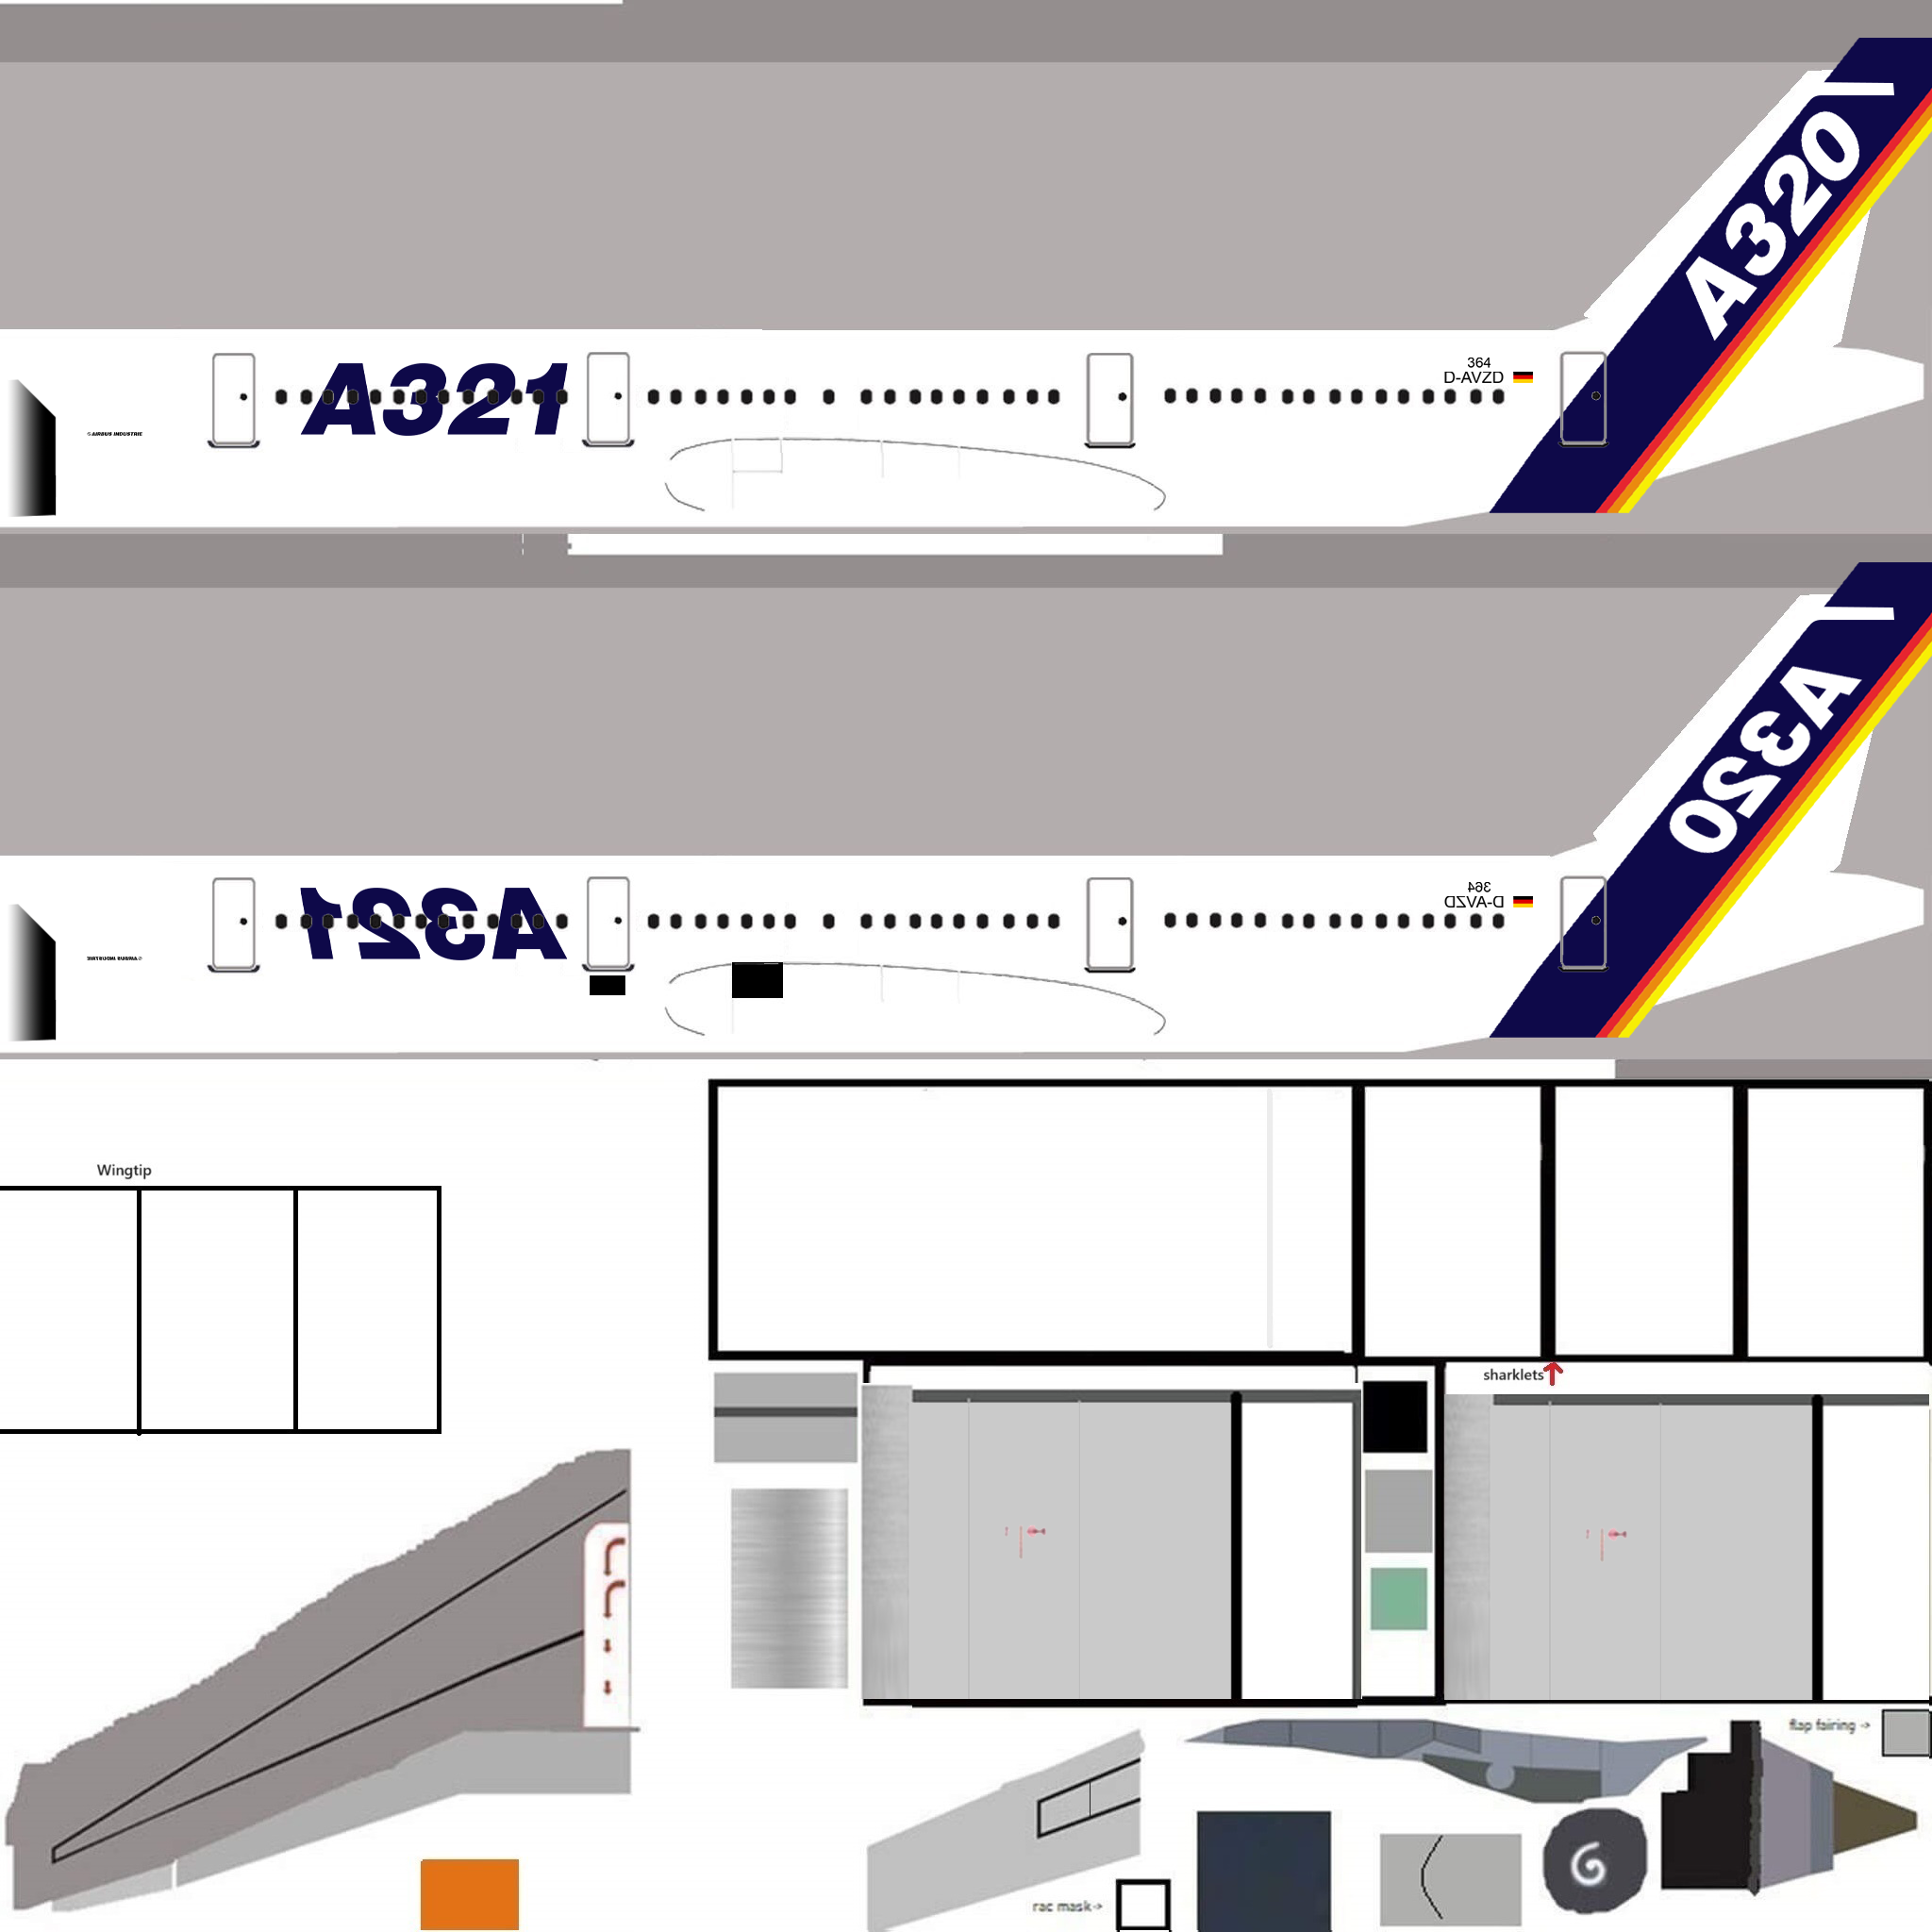 A320
A321
364
D-AVZD
AIRBUS INDUSTRIE
A320
A321
364
D-AVZD
AIRBUS INDUSTRIE
Wingtip
sharklets
flap fairing ->
rac mask->